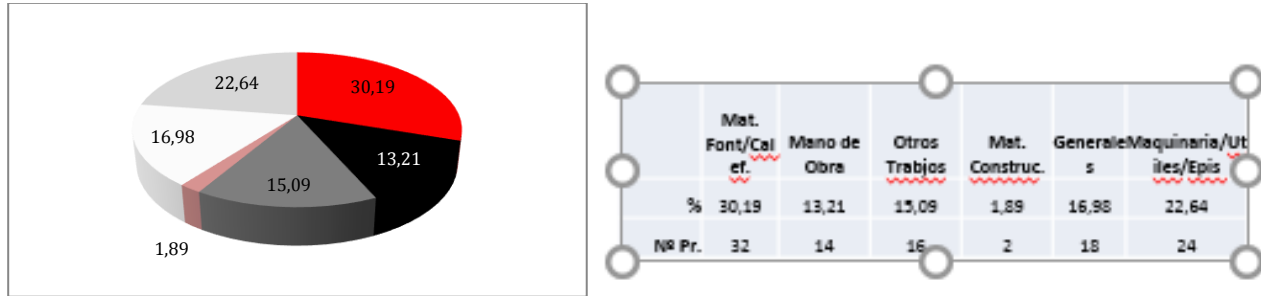 22,64
30,19
16,98
13,21
15,09
1,89
Mat.
Font/Cal
ef.
Mano de
Obra
Otros
Trabjos
Mat.
Construc.
Generale
s
Maquinaria/Ut
iles/Epis
% 30,19 13,21 15,09 1,89 16,98 22,64
Nº Pr. 32 14 16 2 18 24